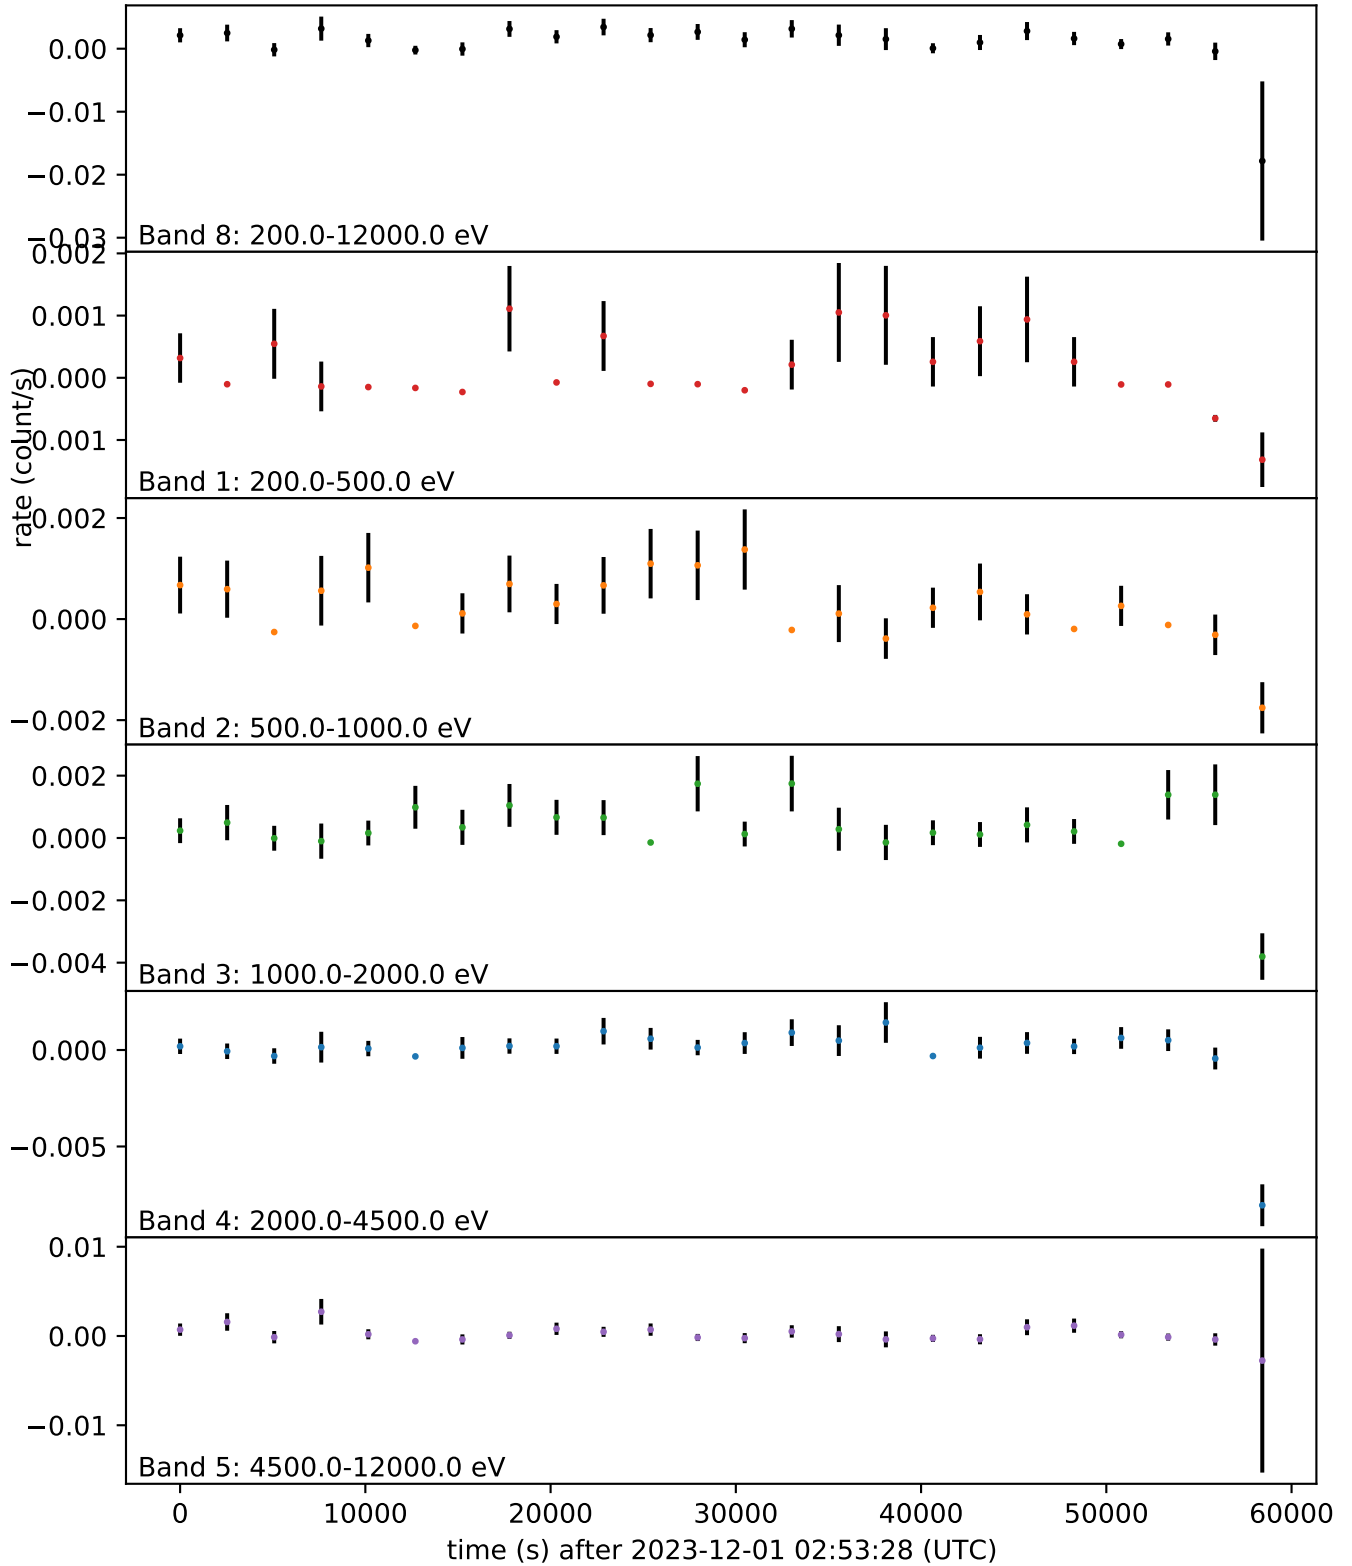 0.00
−0.01
−0.02
−0.03
Band 8: 200.0-12000.0 eV
0.002
0.001
0.000
0.001
Band 1: 200.0-500.0 eV
rate (count/s)
0.002
0.000
−0.002
Band 2: 500.0-1000.0 eV
0.002
0.000
−0.002
−0.004
Band 3: 1000.0-2000.0 eV
0.000
−0.005
Band 4: 2000.0-4500.0 eV
0.01
0.00
−0.01
Band 5: 4500.0-12000.0 eV
0 10000 20000 30000 40000 50000 60000
time (s) after 2023-12-01 02:53:28 (UTC)